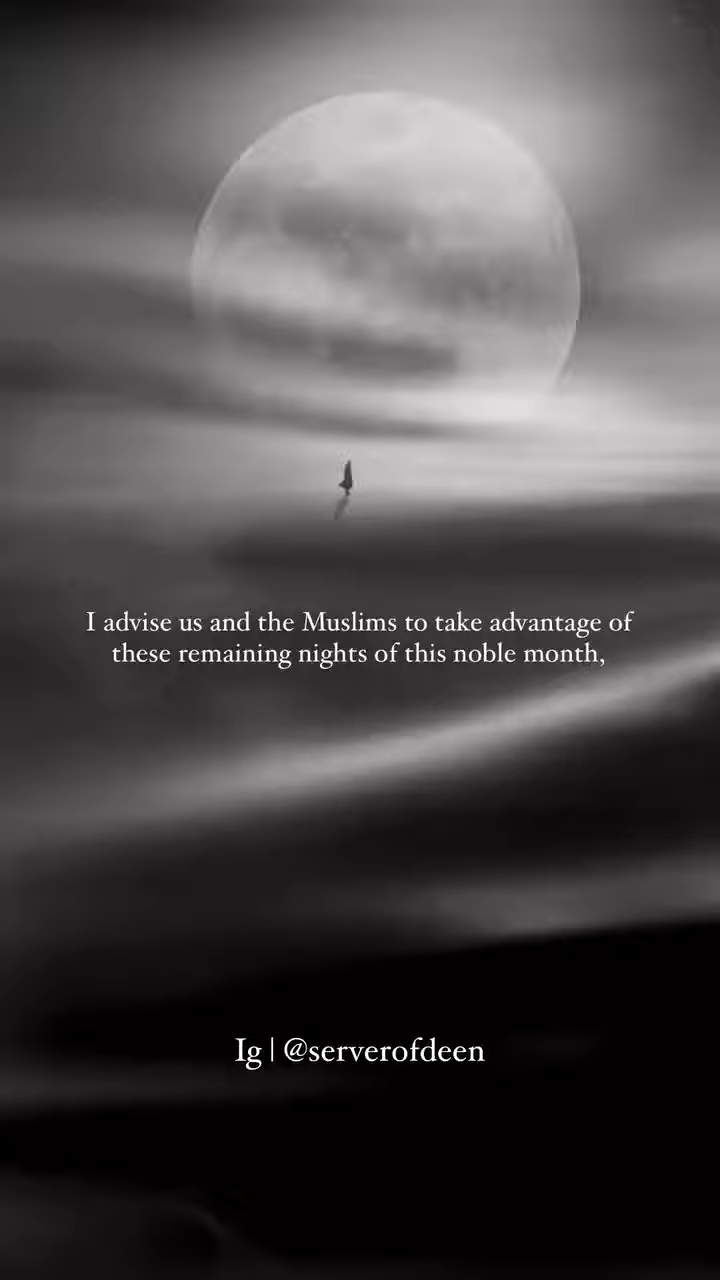 I advise us and the Muslims to take advantage of
these remaining nights of this noble month,
Ig | @serverofdeen